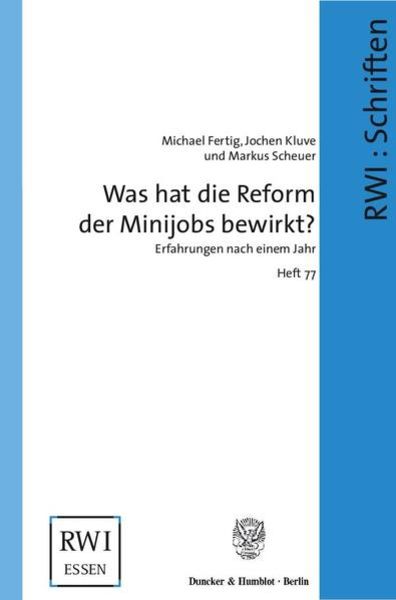 RWI : Schriften
Michael Fertig, Jochen Kluve
und Markus Scheuer
Was hat die Reform
der Minijobs bewirkt?
Erfahrungen nach einem Jahr
Heft 77
RWI
ESSEN
Duncker & Humblot · Berlin